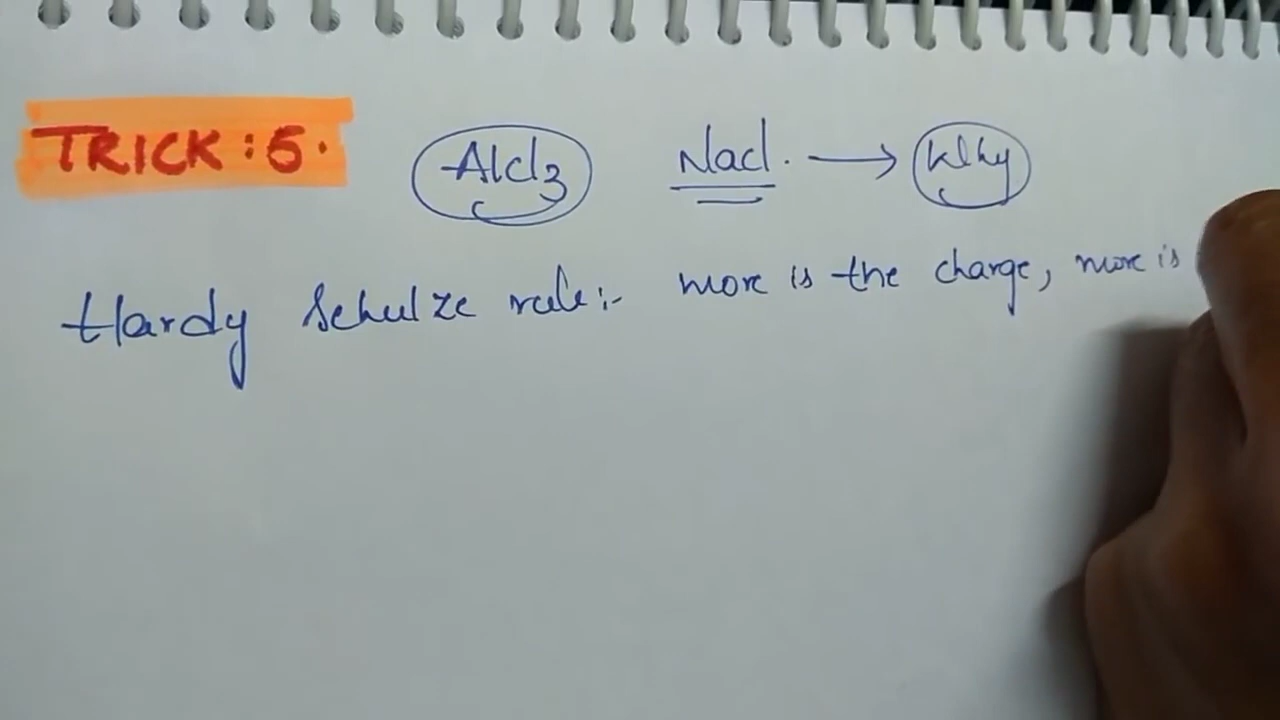 TRICK : 5. AlCl3 NaCl. → Why
Hardy Schulze rule:- more is the charge, more is